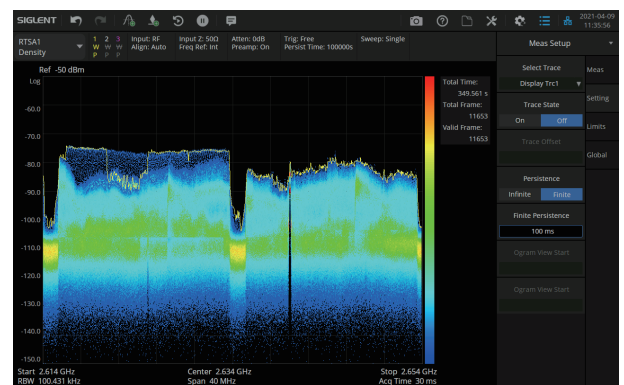 SIGLENT
2021-04-09
11:35:56
RTSA1
Density
1 2 3
W W W
P P P
Input: RF
Align: Auto
Input Z: 50Ω
Freq Ref: Int
Atten: 0dB
Preamp: On
Trig: Free
Persist Time: 100000s
Sweep: Single
Ref -50 dBm
Log
-60.0
-70.0
-80.0
-90.0
-100.0
-110.0
-120.0
-130.0
-140.0
-150.0
Start 2.614 GHz
RBW 100.431 kHz
Center 2.634 GHz
Span 40 MHz
Stop 2.654 GHz
Acq Time 30 ms
Total Time:
349.561 s
Total Frame:
11653
Valid Frame:
11653
Meas Setup
Select Trace
Display Trc1
Trace State
On Off
Trace Offset
Persistence
Infinite Finite
Finite Persistence
100 ms
Ogram View Start
Ogram View Start
Meas
Setting
Limits
Global